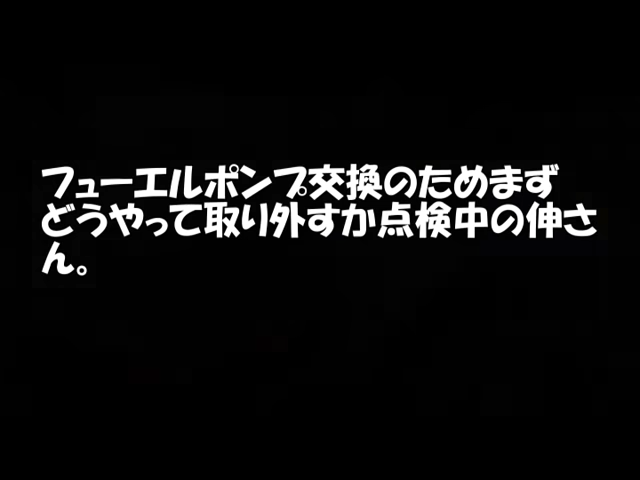 フューエルポンプ交換のためまず
どうやって取り外すか点検中の伸さ
ん。